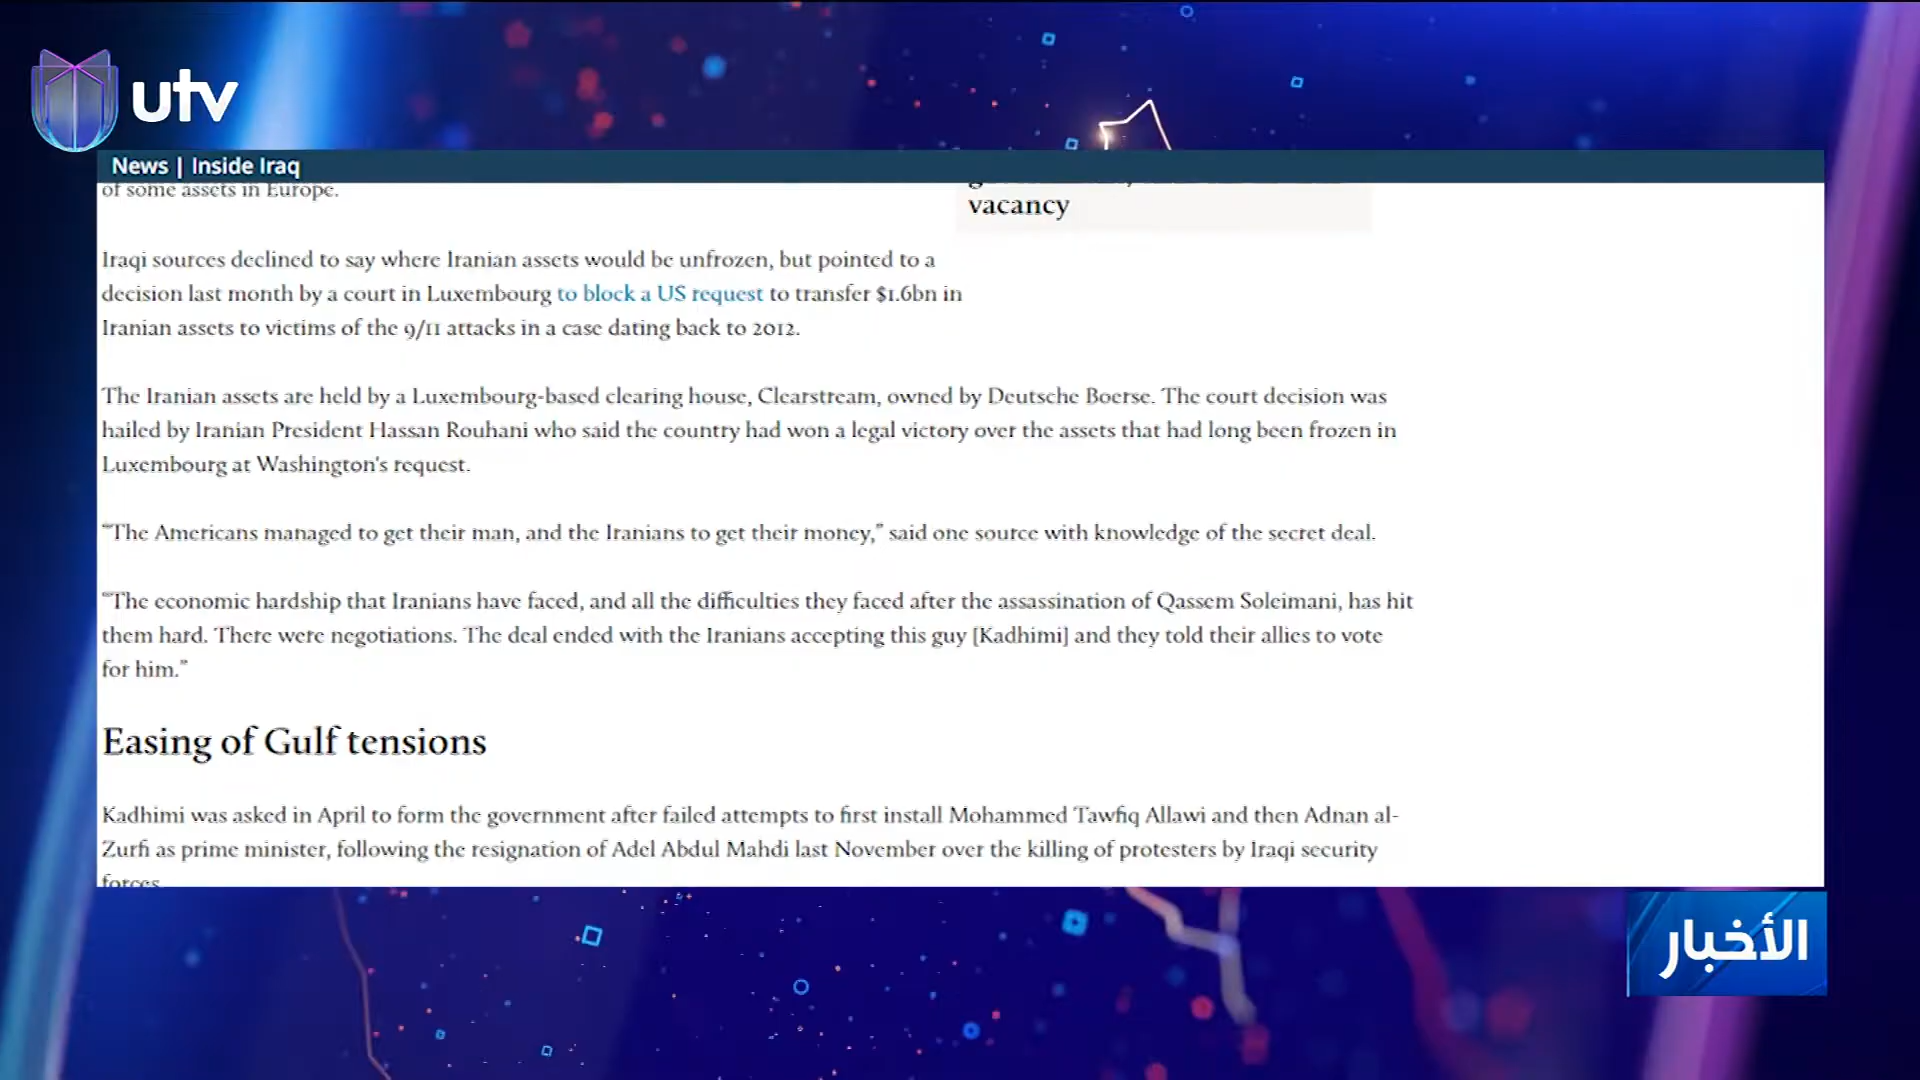 utv
News | Inside Iraq
of some assets in Europe.
vacancy
Iraqi sources declined to say where Iranian assets would be unfrozen, but pointed to a
decision last month by a court in Luxembourg to block a US request to transfer $1.6bn in
Iranian assets to victims of the 9/11 attacks in a case dating back to 2012.
The Iranian assets are held by a Luxembourg-based clearing house, Clearstream, owned by Deutsche Boerse. The court decision was
hailed by Iranian President Hassan Rouhani who said the country had won a legal victory over the assets that had long been frozen in
Luxembourg at Washington's request.
“The Americans managed to get their man, and the Iranians to get their money,” said one source with knowledge of the secret deal.
“The economic hardship that Iranians have faced, and all the difficulties they faced after the assassination of Qassem Soleimani, has hit
them hard. There were negotiations. The deal ended with the Iranians accepting this guy [Kadhimi] and they told their allies to vote
for him.”
Easing of Gulf tensions
Kadhimi was asked in April to form the government after failed attempts to first install Mohammed Tawfiq Allawi and then Adnan al-
Zurfi as prime minister, following the resignation of Adel Abdul Mahdi last November over the killing of protesters by Iraqi security
forces.
الأخبار